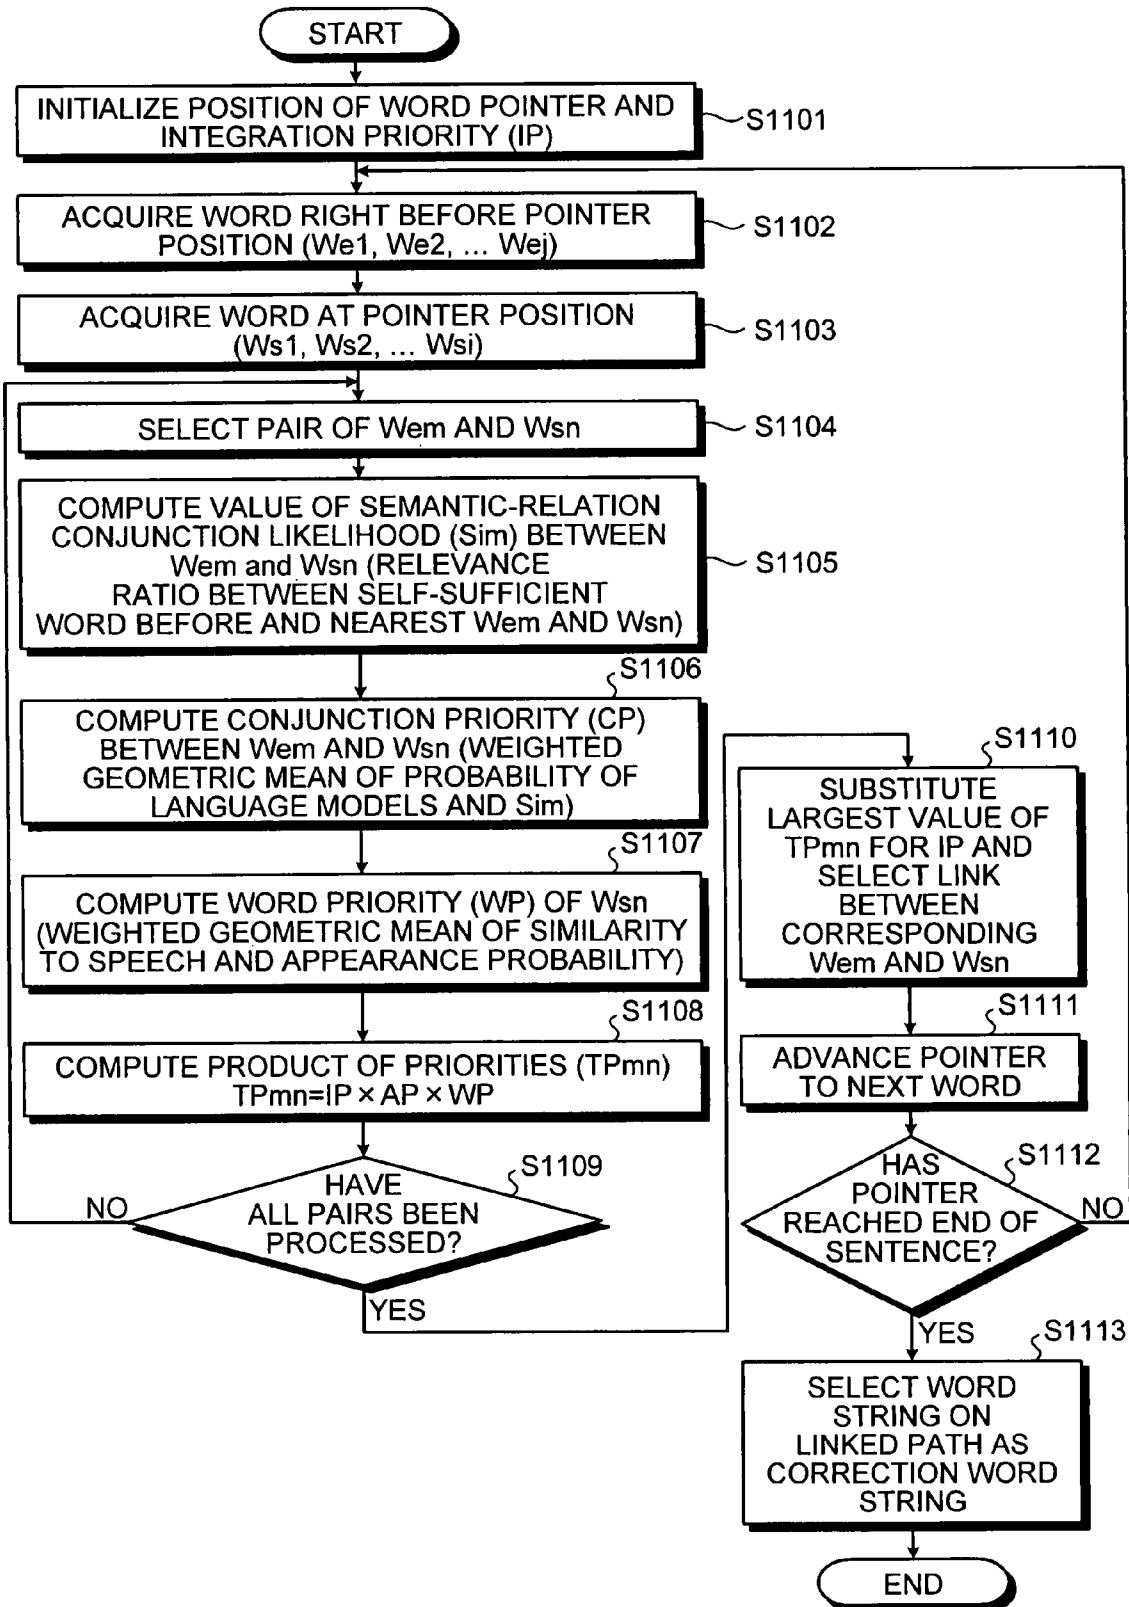 START
INITIALIZE POSITION OF WORD POINTER AND
INTEGRATION PRIORITY (IP)
S1101
ACQUIRE WORD RIGHT BEFORE POINTER
POSITION (We1, We2, ... Wej)
S1102
ACQUIRE WORD AT POINTER POSITION
(Ws1, Ws2, ... Wsi)
S1103
SELECT PAIR OF Wem AND Wsn
S1104
COMPUTE VALUE OF SEMANTIC-RELATION
CONJUNCTION LIKELIHOOD (Sim) BETWEEN
Wem and Wsn (RELEVANCE
RATIO BETWEEN SELF-SUFFICIENT
WORD BEFORE AND NEAREST Wem AND Wsn)
S1105
S1106
COMPUTE CONJUNCTION PRIORITY (CP)
BETWEEN Wem AND Wsn (WEIGHTED
GEOMETRIC MEAN OF PROBABILITY OF
LANGUAGE MODELS AND Sim)
S1107
COMPUTE WORD PRIORITY (WP) OF Wsn
(WEIGHTED GEOMETRIC MEAN OF SIMILARITY
TO SPEECH AND APPEARANCE PROBABILITY)
S1108
COMPUTE PRODUCT OF PRIORITIES (TPmn)
TPmn=IP×AP×WP
S1109
HAVE
ALL PAIRS BEEN
PROCESSED?
NO
YES
S1110
SUBSTITUTE
LARGEST VALUE OF
TPmn FOR IP AND
SELECT LINK
BETWEEN
CORRESPONDING
Wem AND Wsn
S1111
ADVANCE POINTER
TO NEXT WORD
S1112
HAS
POINTER
REACHED END OF
SENTENCE?
NO
YES
S1113
SELECT WORD
STRING ON
LINKED PATH AS
CORRECTION WORD
STRING
END